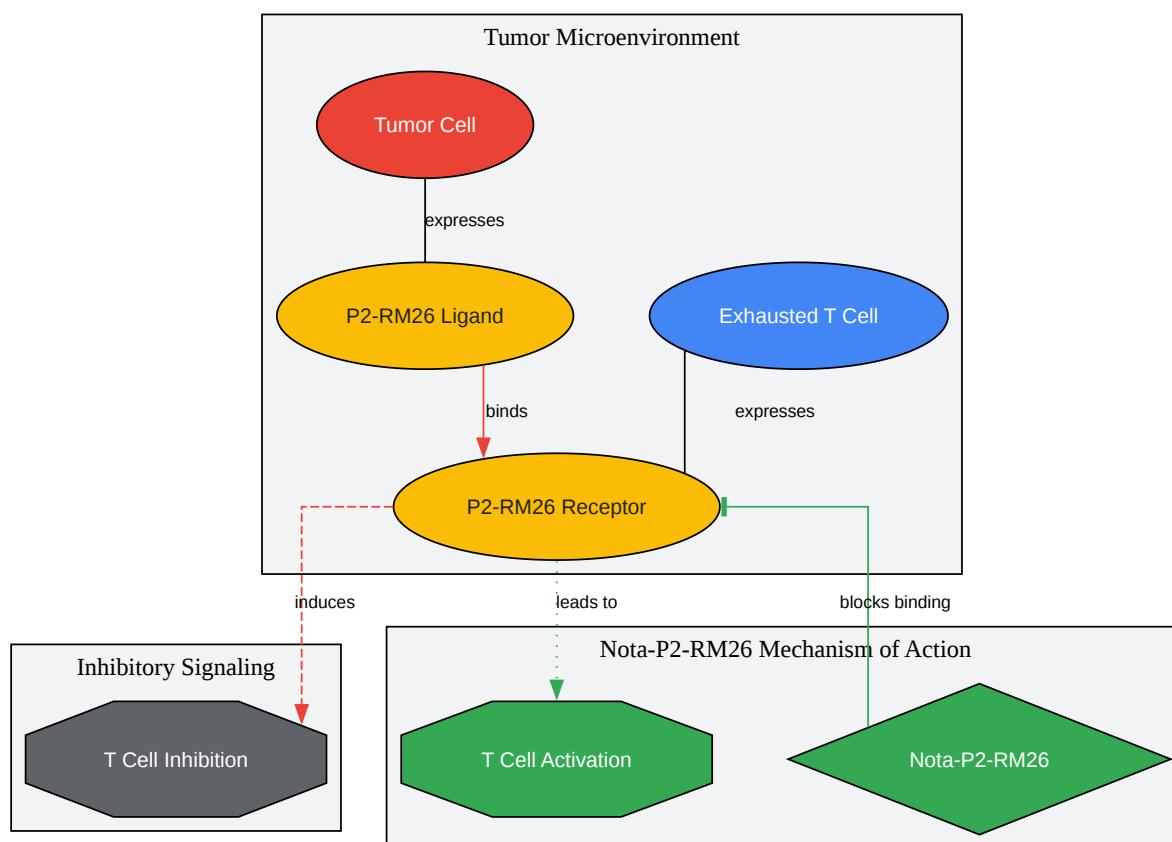 Tumor Microenvironment
Tumor Cell
expresses
P2-RM26 Ligand
Exhausted T Cell
binds
expresses
P2-RM26 Receptor
induces
leads to
blocks binding
Inhibitory Signaling
Nota-P2-RM26 Mechanism of Action
T Cell Inhibition
T Cell Activation
Nota-P2-RM26